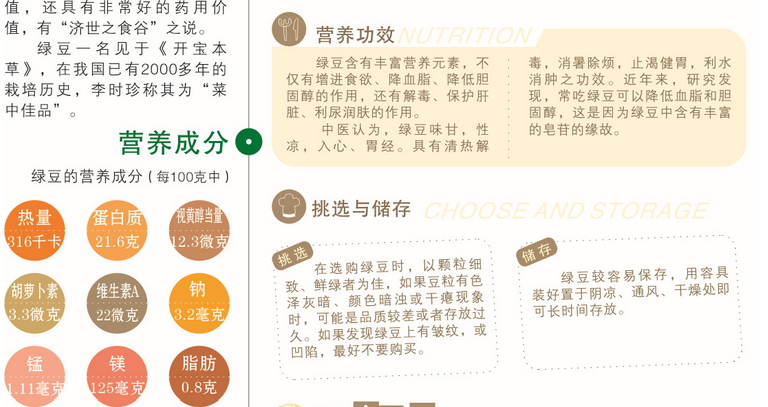 值，还具有非常好的药用价
值，有“济世之食谷”之说。
绿豆一名见于《开宝本
草》，在我国已有2000多年的
栽培历史，李时珍称其为“菜
中佳品”。
营养成分
绿豆的营养成分（每100克中）
热量
316千卡
蛋白质
21.6克
视黄醇当量
12.3微克
胡萝卜素
3.3微克
维生素A
22微克
钠
3.2毫克
锰
1.11毫克
镁
125毫克
脂肪
0.8克
营养功效 NUTRITION
绿豆含有丰富营养元素，不
仅有增进食欲、降血脂、降低胆
固醇的作用，还有解毒、保护肝
脏、利尿润肤的作用。
中医认为，绿豆味甘，性
凉，入心、胃经。具有清热解
毒，消暑除烦，止渴健胃，利水
消肿之功效。近年来，研究发
现，常吃绿豆可以降低血脂和胆
固醇，这是因为绿豆中含有丰富
的皂苷的缘故。
挑选与储存 CHOOSE AND STORAGE
挑选
在选购绿豆时，以颗粒细
致、鲜绿者为佳，如果豆粒有色
泽灰暗、颜色暗浊或干瘪现象
时，可能是品质较差或者存放过
久。如果发现绿豆上有皱纹，或
凹陷，最好不要购买。
储存
绿豆较容易保存，用容具
装好置于阴凉、通风、干燥处即
可长时间存放。